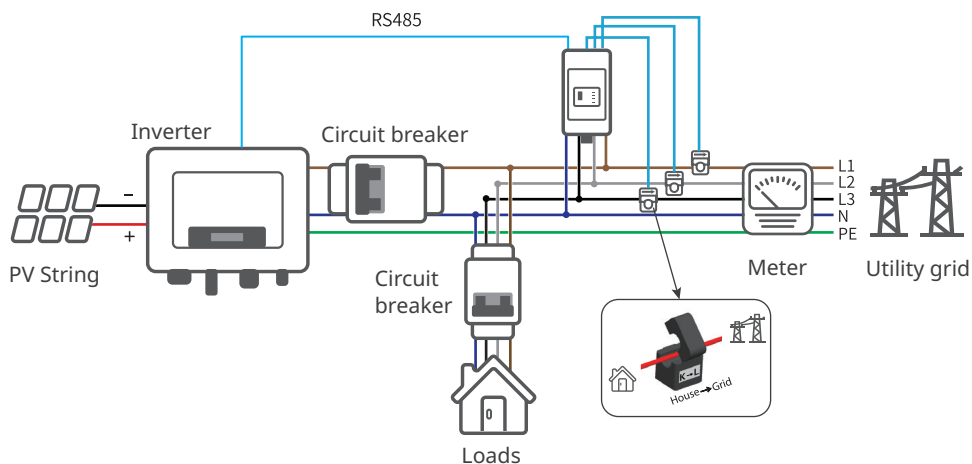 RS485
Inverter
Circuit breaker
L1
L2
L3
N
PE
–
+
PV String
Circuit
breaker
Meter
Utility grid
K→L
House→Grid
Loads